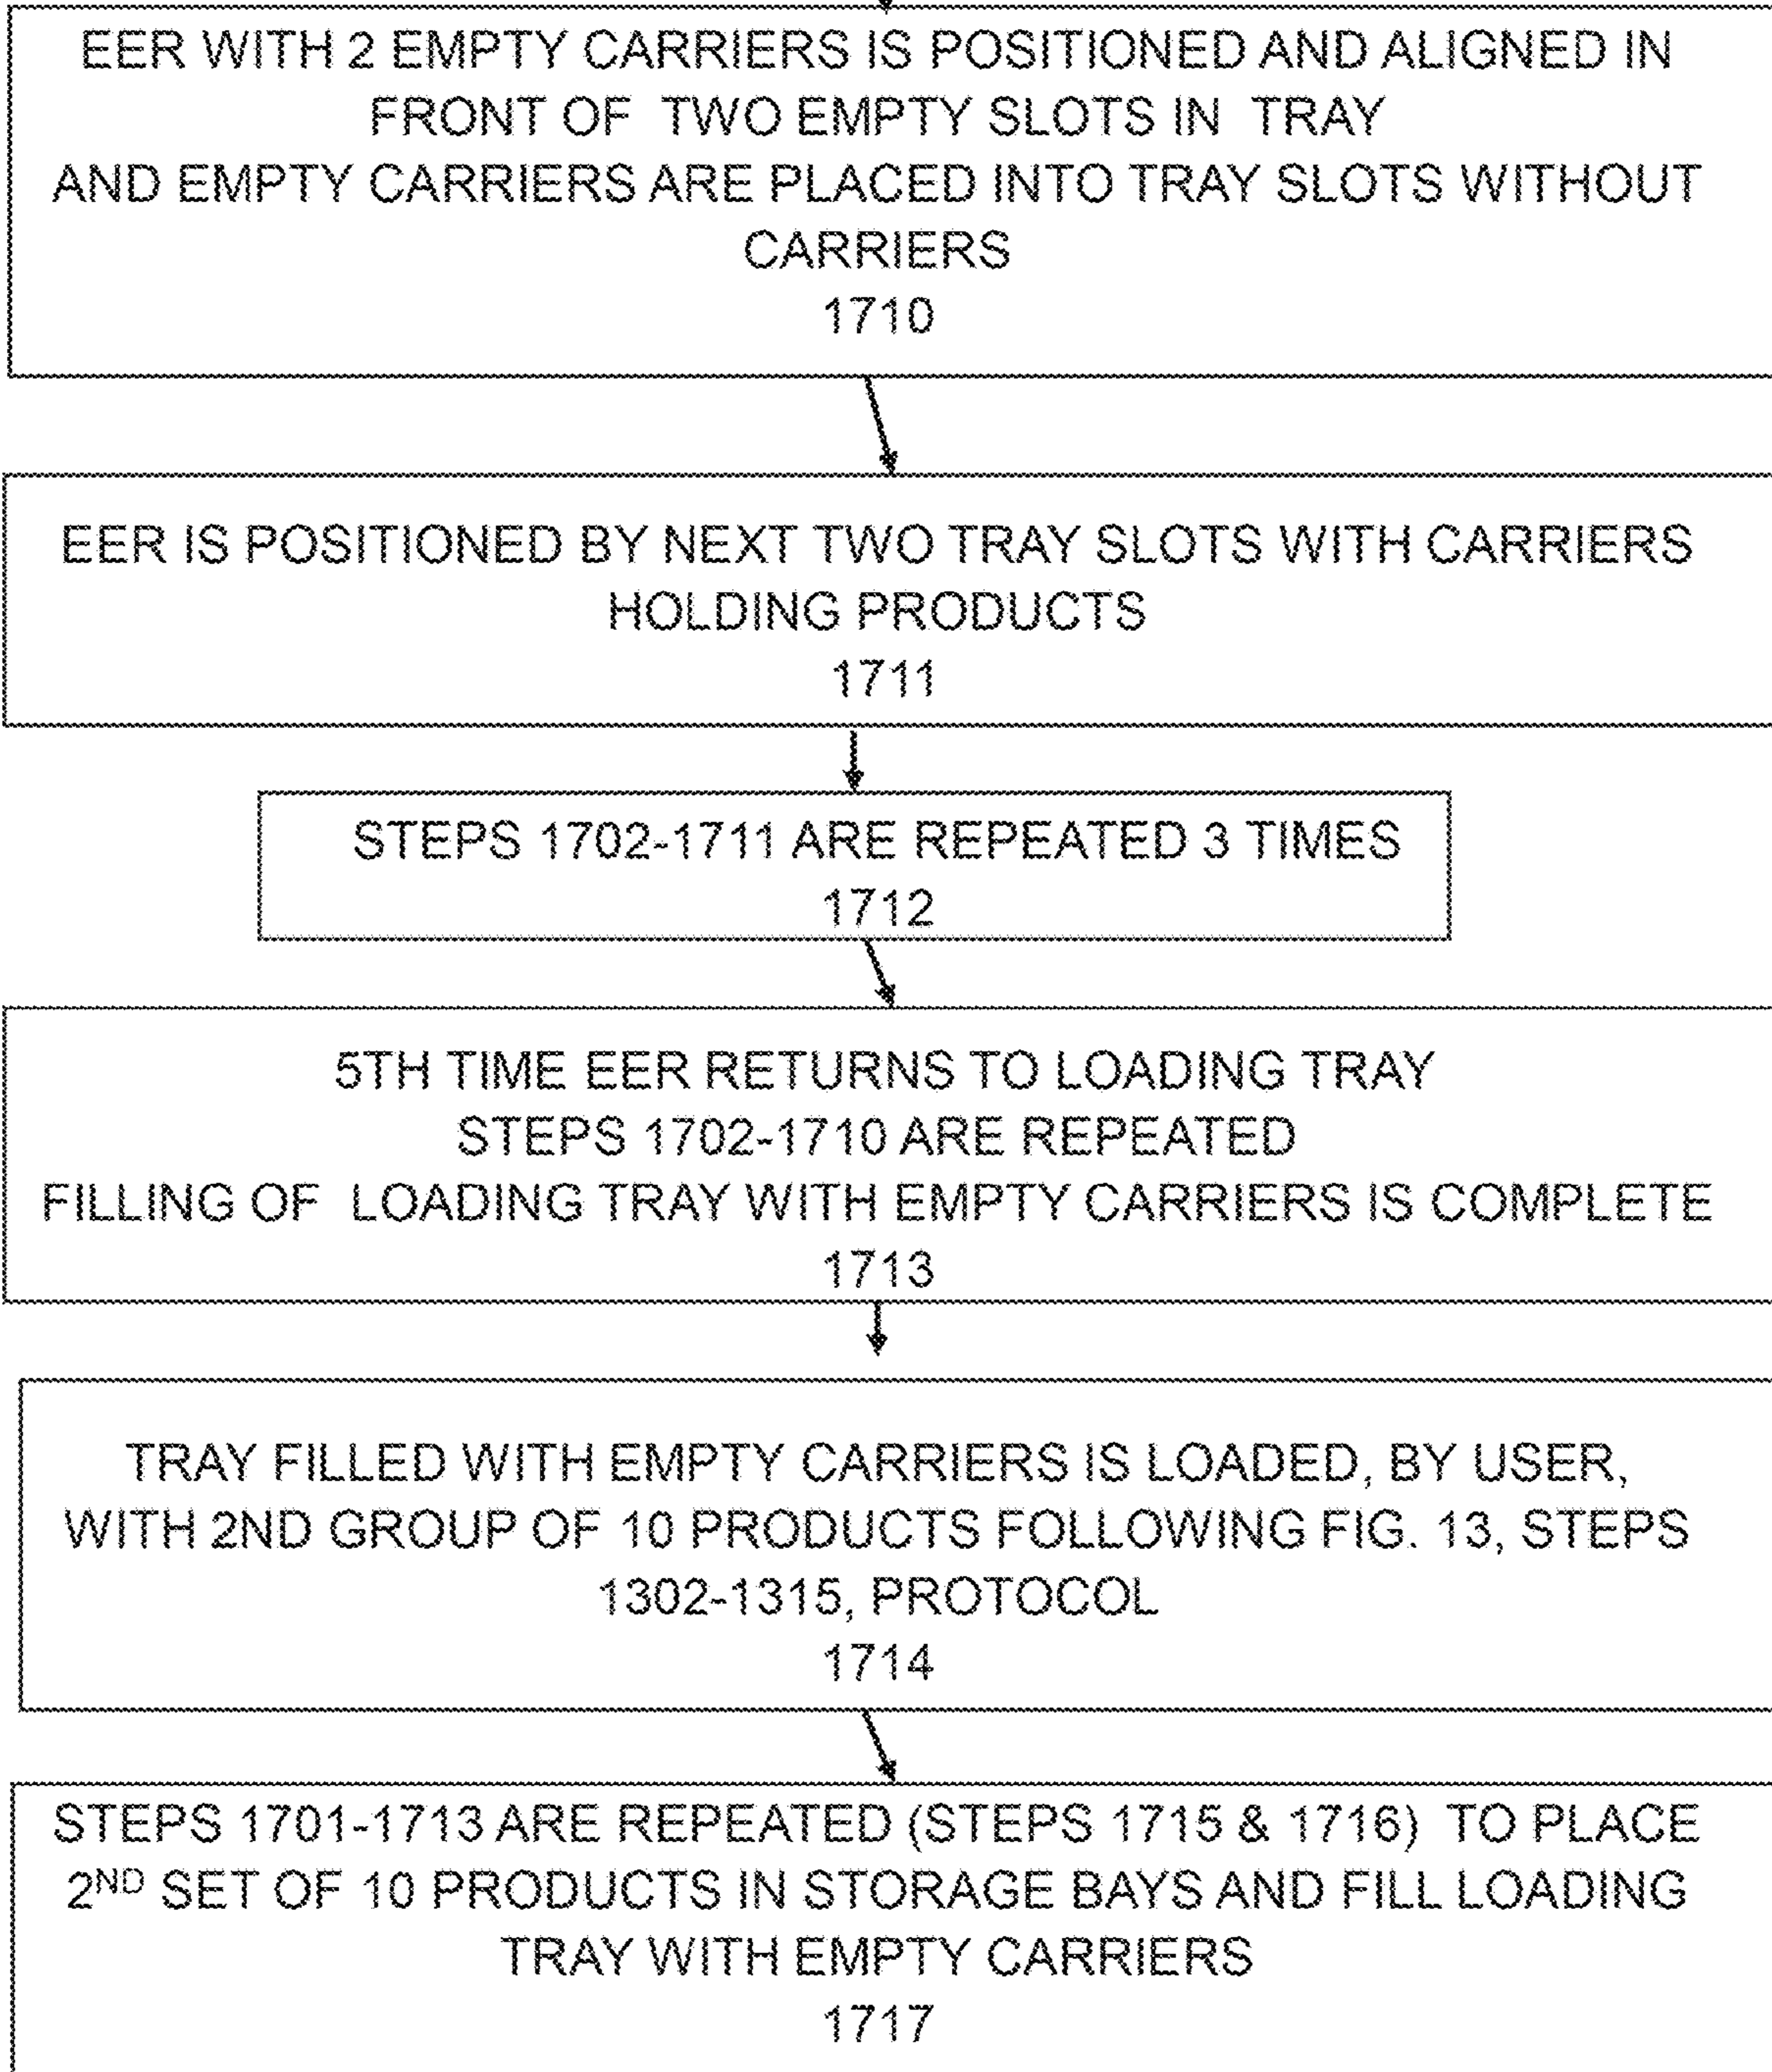 EER WITH 2 EMPTY CARRIERS IS POSITIONED AND ALIGNED IN
FRONT OF TWO EMPTY SLOTS IN TRAY
AND EMPTY CARRIERS ARE PLACED INTO TRAY SLOTS WITHOUT
CARRIERS
1710
EER IS POSITIONED BY NEXT TWO TRAY SLOTS WITH CARRIERS
HOLDING PRODUCTS
1711
STEPS 1702-1711 ARE REPEATED 3 TIMES
1712
5TH TIME EER RETURNS TO LOADING TRAY
STEPS 1702-1710 ARE REPEATED
FILLING OF LOADING TRAY WITH EMPTY CARRIERS IS COMPLETE
1713
TRAY FILLED WITH EMPTY CARRIERS IS LOADED, BY USER,
WITH 2ND GROUP OF 10 PRODUCTS FOLLOWING FIG. 13, STEPS
1302-1315, PROTOCOL
1714
STEPS 1701-1713 ARE REPEATED (STEPS 1715 & 1716) TO PLACE
2ND SET OF 10 PRODUCTS IN STORAGE BAYS AND FILL LOADING
TRAY WITH EMPTY CARRIERS
1717